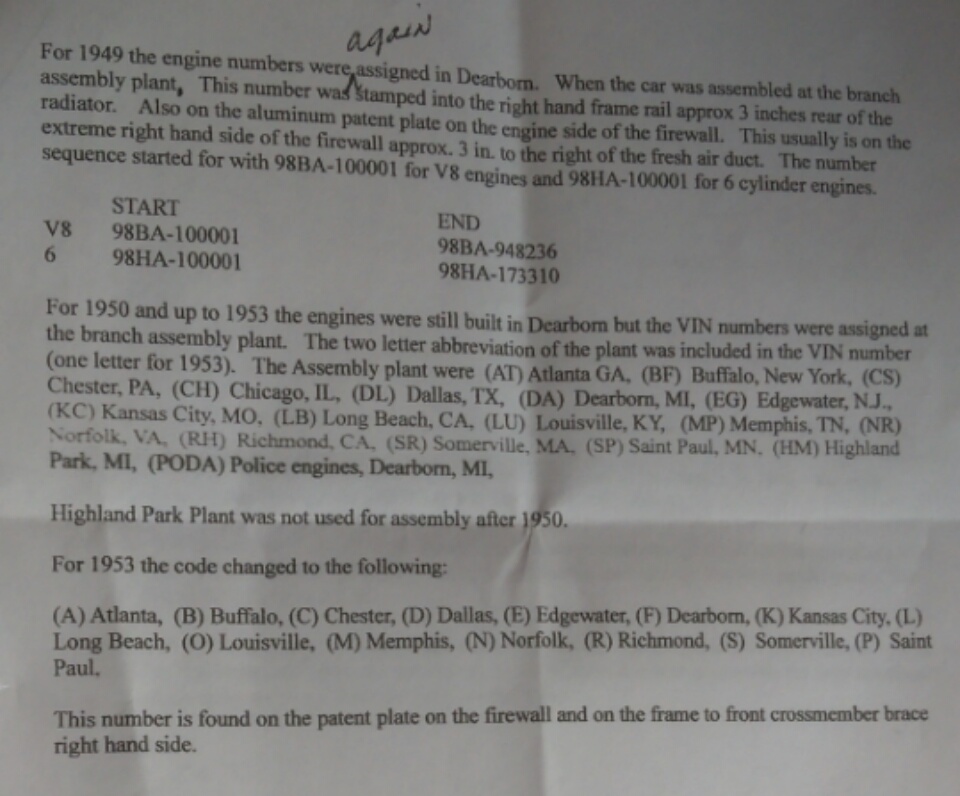 again
For 1949 the engine numbers were assigned in Dearborn. When the car was assembled at the branch
assembly plant, This number was stamped into the right hand frame rail approx 3 inches rear of the
radiator. Also on the aluminum patent plate on the engine side of the firewall. This usually is on the
extreme right hand side of the firewall approx. 3 in. to the right of the fresh air duct. The number
sequence started for with 98BA-100001 for V8 engines and 98HA-100001 for 6 cylinder engines.
START END
V8 98BA-100001 98BA-948236
6 98HA-100001 98HA-173310
For 1950 and up to 1953 the engines were still built in Dearborn but the VIN numbers were assigned at
the branch assembly plant. The two letter abbreviation of the plant was included in the VIN number
(one letter for 1953). The Assembly plant were (AT) Atlanta GA, (BF) Buffalo, New York, (CS)
Chester, PA, (CH) Chicago, IL, (DL) Dallas, TX, (DA) Dearborn, MI, (EG) Edgewater, N.J.,
(KC) Kansas City, MO, (LB) Long Beach, CA, (LU) Louisville, KY, (MP) Memphis, TN, (NR)
Norfolk, VA, (RH) Richmond, CA, (SR) Somerville, MA, (SP) Saint Paul, MN, (HM) Highland
Park, MI, (PODA) Police engines, Dearborn, MI,
Highland Park Plant was not used for assembly after 1950.
For 1953 the code changed to the following:
(A) Atlanta, (B) Buffalo, (C) Chester, (D) Dallas, (E) Edgewater, (F) Dearborn, (K) Kansas City, (L)
Long Beach, (O) Louisville, (M) Memphis, (N) Norfolk, (R) Richmond, (S) Somerville, (P) Saint
Paul,
This number is found on the patent plate on the firewall and on the frame to front crossmember brace
right hand side.